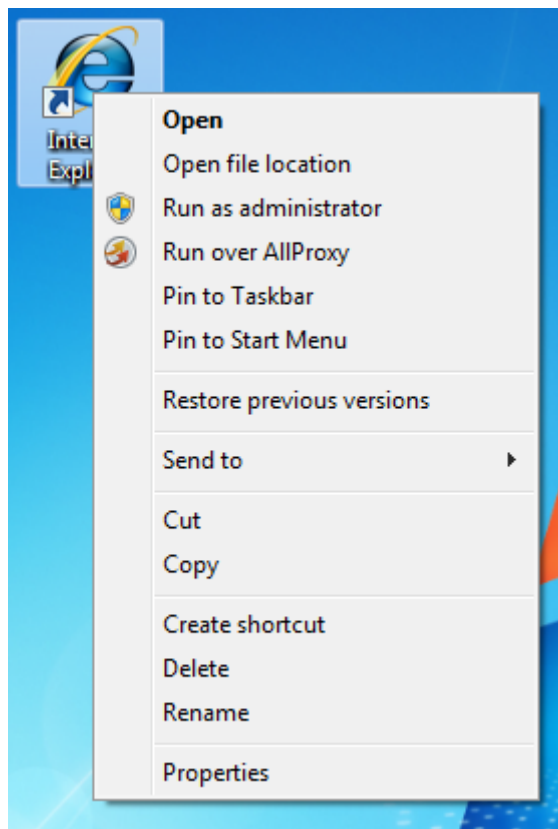 Inte
Expl
Open
Open file location
Run as administrator
Run over AllProxy
Pin to Taskbar
Pin to Start Menu
Restore previous versions
Send to
Cut
Copy
Create shortcut
Delete
Rename
Properties